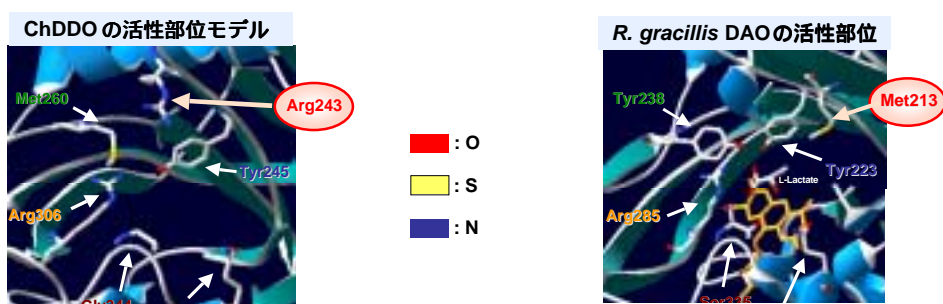 ChDDO の活性部位モデル
Met260
Arg243
Tyr245
Arg306
: O
: S
: N
R. gracillis DAOの活性部位
Tyr238
Met213
Tyr223
L-Lactate
Arg285
Ser335